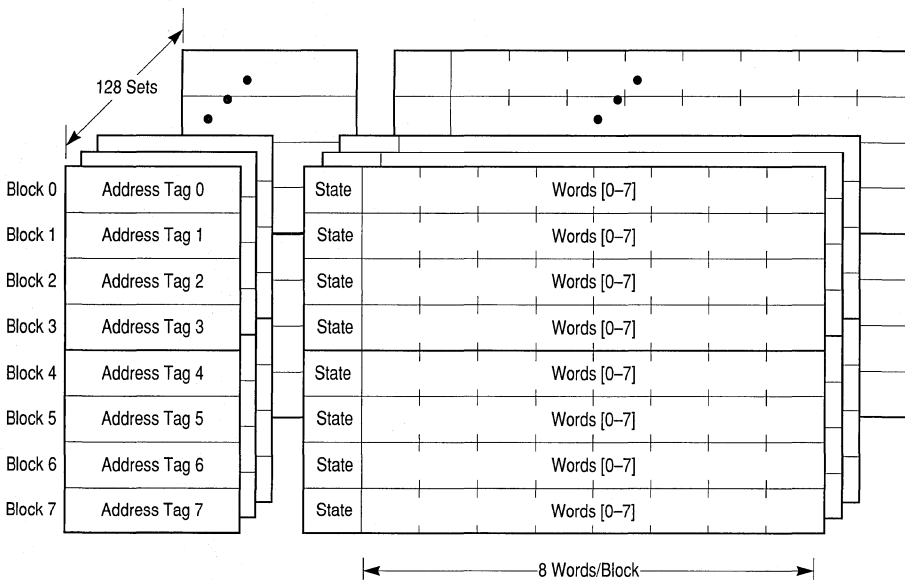 128 Sets
Block 0 Address Tag 0 State Words [0–7]
Block 1 Address Tag 1 State Words [0–7]
Block 2 Address Tag 2 State Words [0–7]
Block 3 Address Tag 3 State Words [0–7]
Block 4 Address Tag 4 State Words [0–7]
Block 5 Address Tag 5 State Words [0–7]
Block 6 Address Tag 6 State Words [0–7]
Block 7 Address Tag 7 State Words [0–7]
8 Words/Block